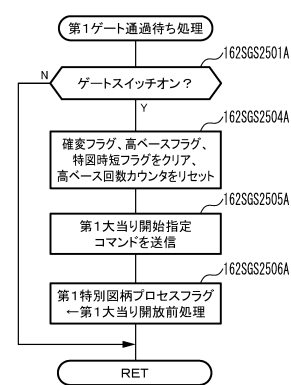 第１ゲート通過待ち処理
162SGS2501A
N
ゲートスイッチオン？
Y
162SGS2504A
確変フラグ、高ベースフラグ、
特図時短フラグをクリア、
高ベース回数カウンタをリセット
162SGS2505A
第１大当り開始指定
コマンドを送信
162SGS2506A
第１特別図柄プロセスフラグ
←第１大当り開放前処理
RET